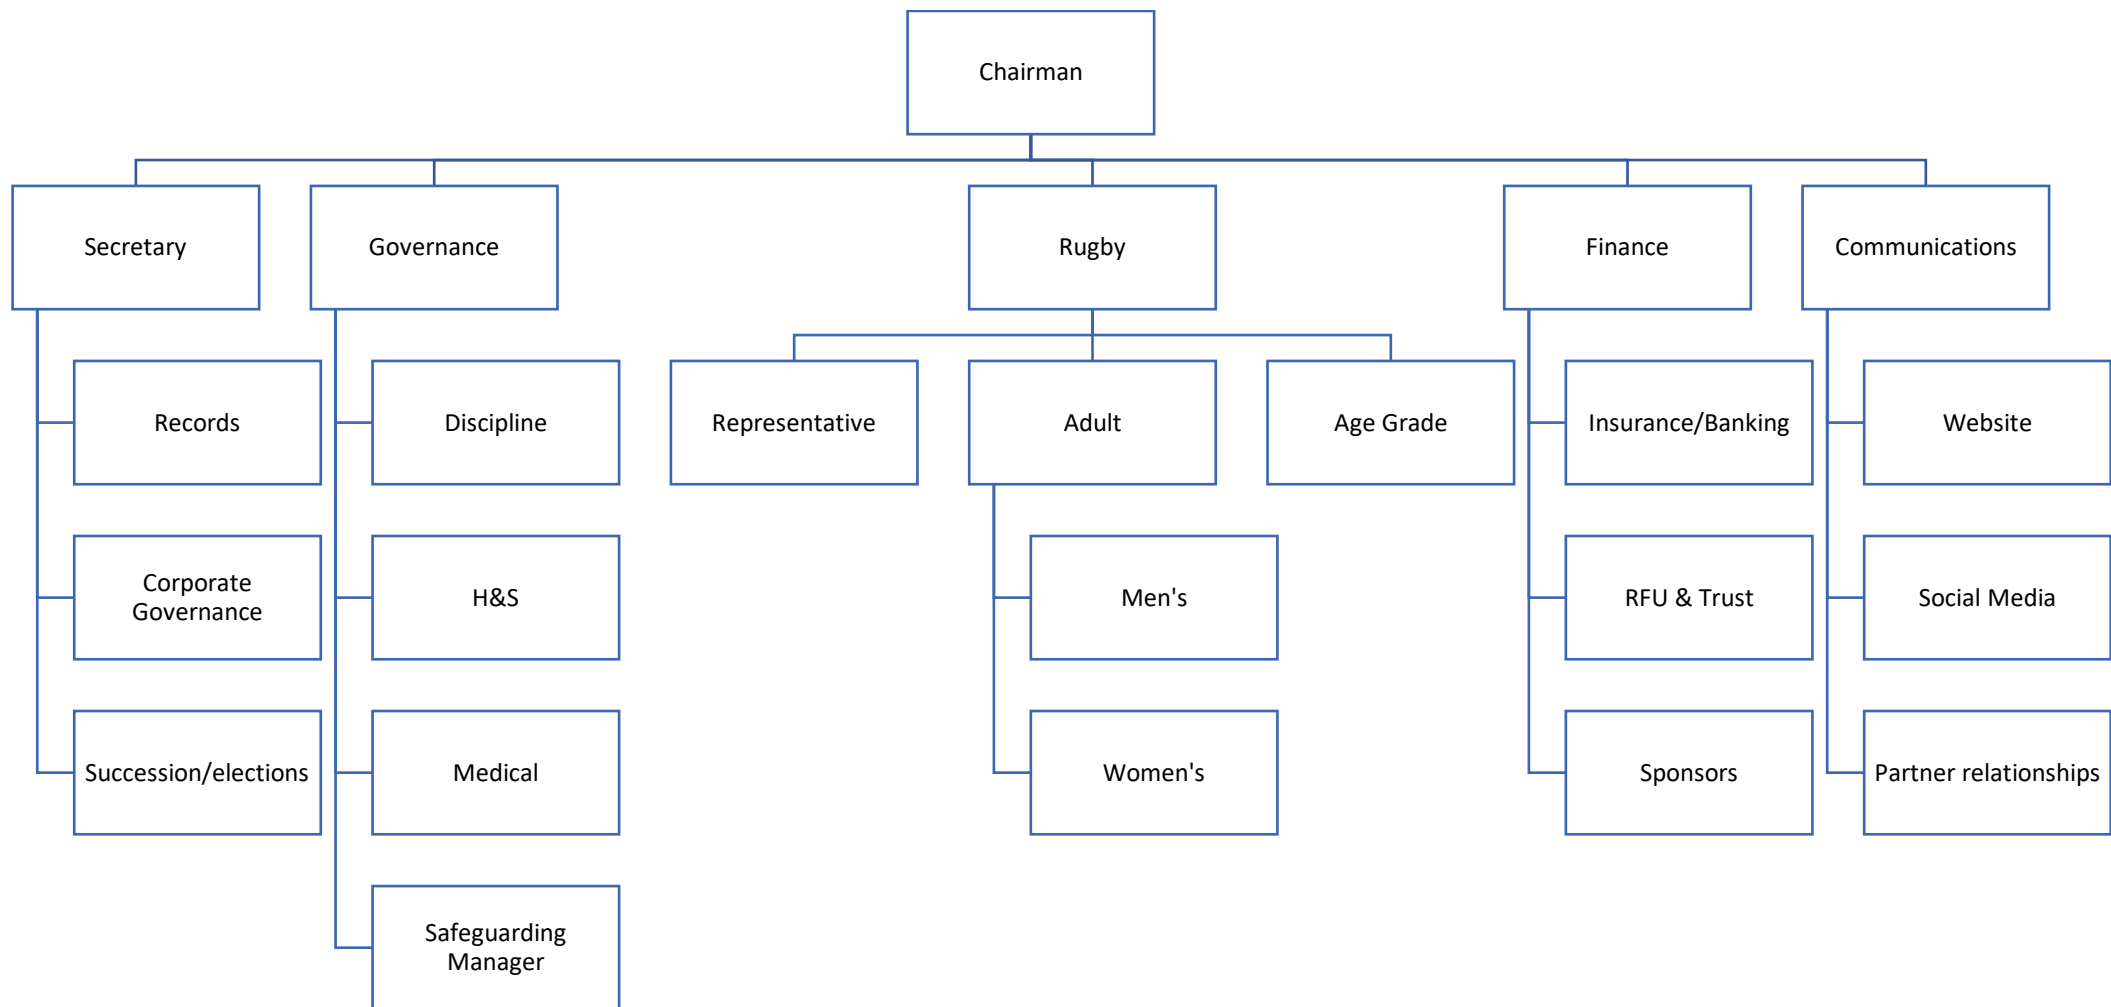 Chairman
Secretary
Governance
Rugby
Finance
Communications
Records
Discipline
Representative
Adult
Age Grade
Insurance/Banking
Website
Corporate
Governance
H&S
Men's
RFU & Trust
Social Media
Succession/elections
Medical
Women's
Sponsors
Partner relationships
Safeguarding
Manager